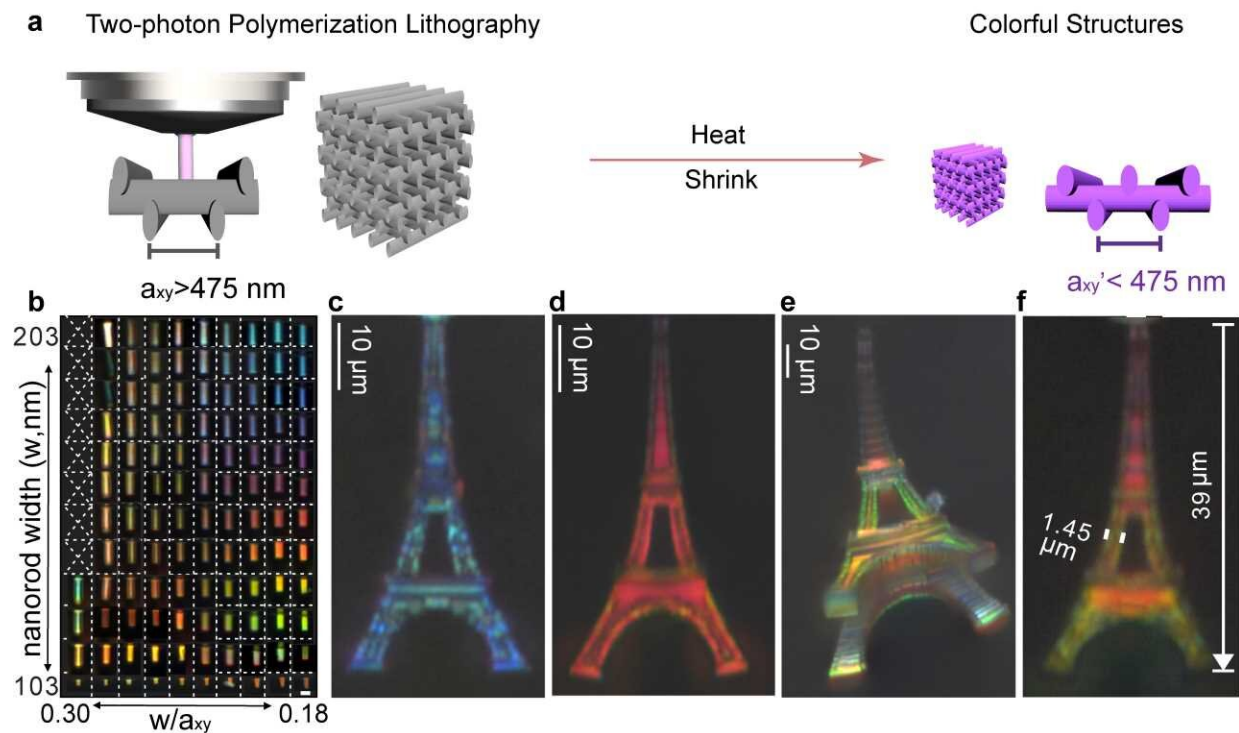 a
Two-photon Polymerization Lithography
Colorful Structures
Heat
Shrink
axy>475 nm
axy'< 475 nm
b
c
d
e
f
203
nanorod width (w,nm)
103
0.30
w/axy
0.18
10 µm
10 µm
10 µm
1.45
µm
39 µm